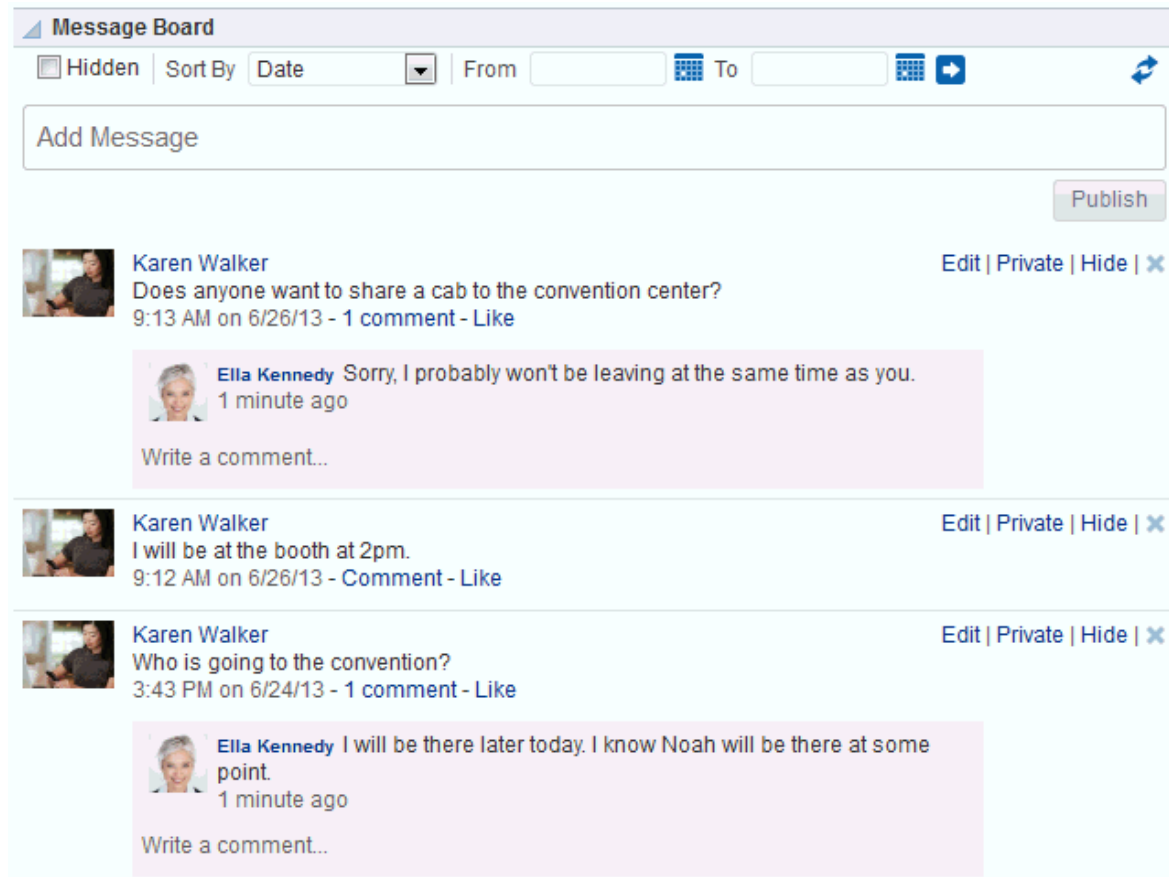 Message Board
Hidden Sort By Date From To
Add Message
Publish
Karen Walker Edit | Private | Hide |
Does anyone want to share a cab to the convention center?
9:13 AM on 6/26/13 - 1 comment - Like
Ella Kennedy Sorry, I probably won't be leaving at the same time as you.
1 minute ago
Write a comment...
Karen Walker Edit | Private | Hide |
I will be at the booth at 2pm.
9:12 AM on 6/26/13 - Comment - Like
Karen Walker Edit | Private | Hide |
Who is going to the convention?
3:43 PM on 6/24/13 - 1 comment - Like
Ella Kennedy I will be there later today. I know Noah will be there at some
point.
1 minute ago
Write a comment...